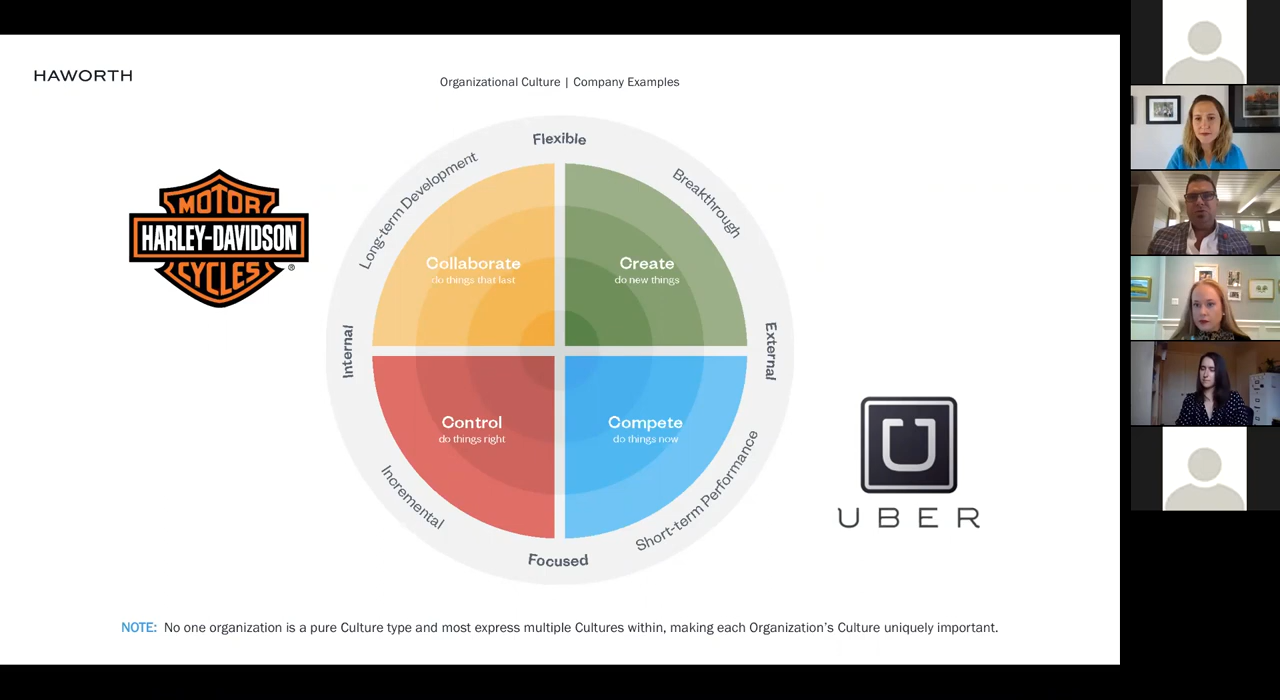 HAWORTH
Organizational Culture | Company Examples
Flexible
Long-term Development
Breakthrough
MOTOR
HARLEY-DAVIDSON
CYCLES
®
Collaborate
do things that last
Create
do new things
Internal
External
Control
do things right
Compete
do things now
Incremental
Short-term Performance
Focused
U
UBER
NOTE: No one organization is a pure Culture type and most express multiple Cultures within, making each Organization's Culture uniquely important.